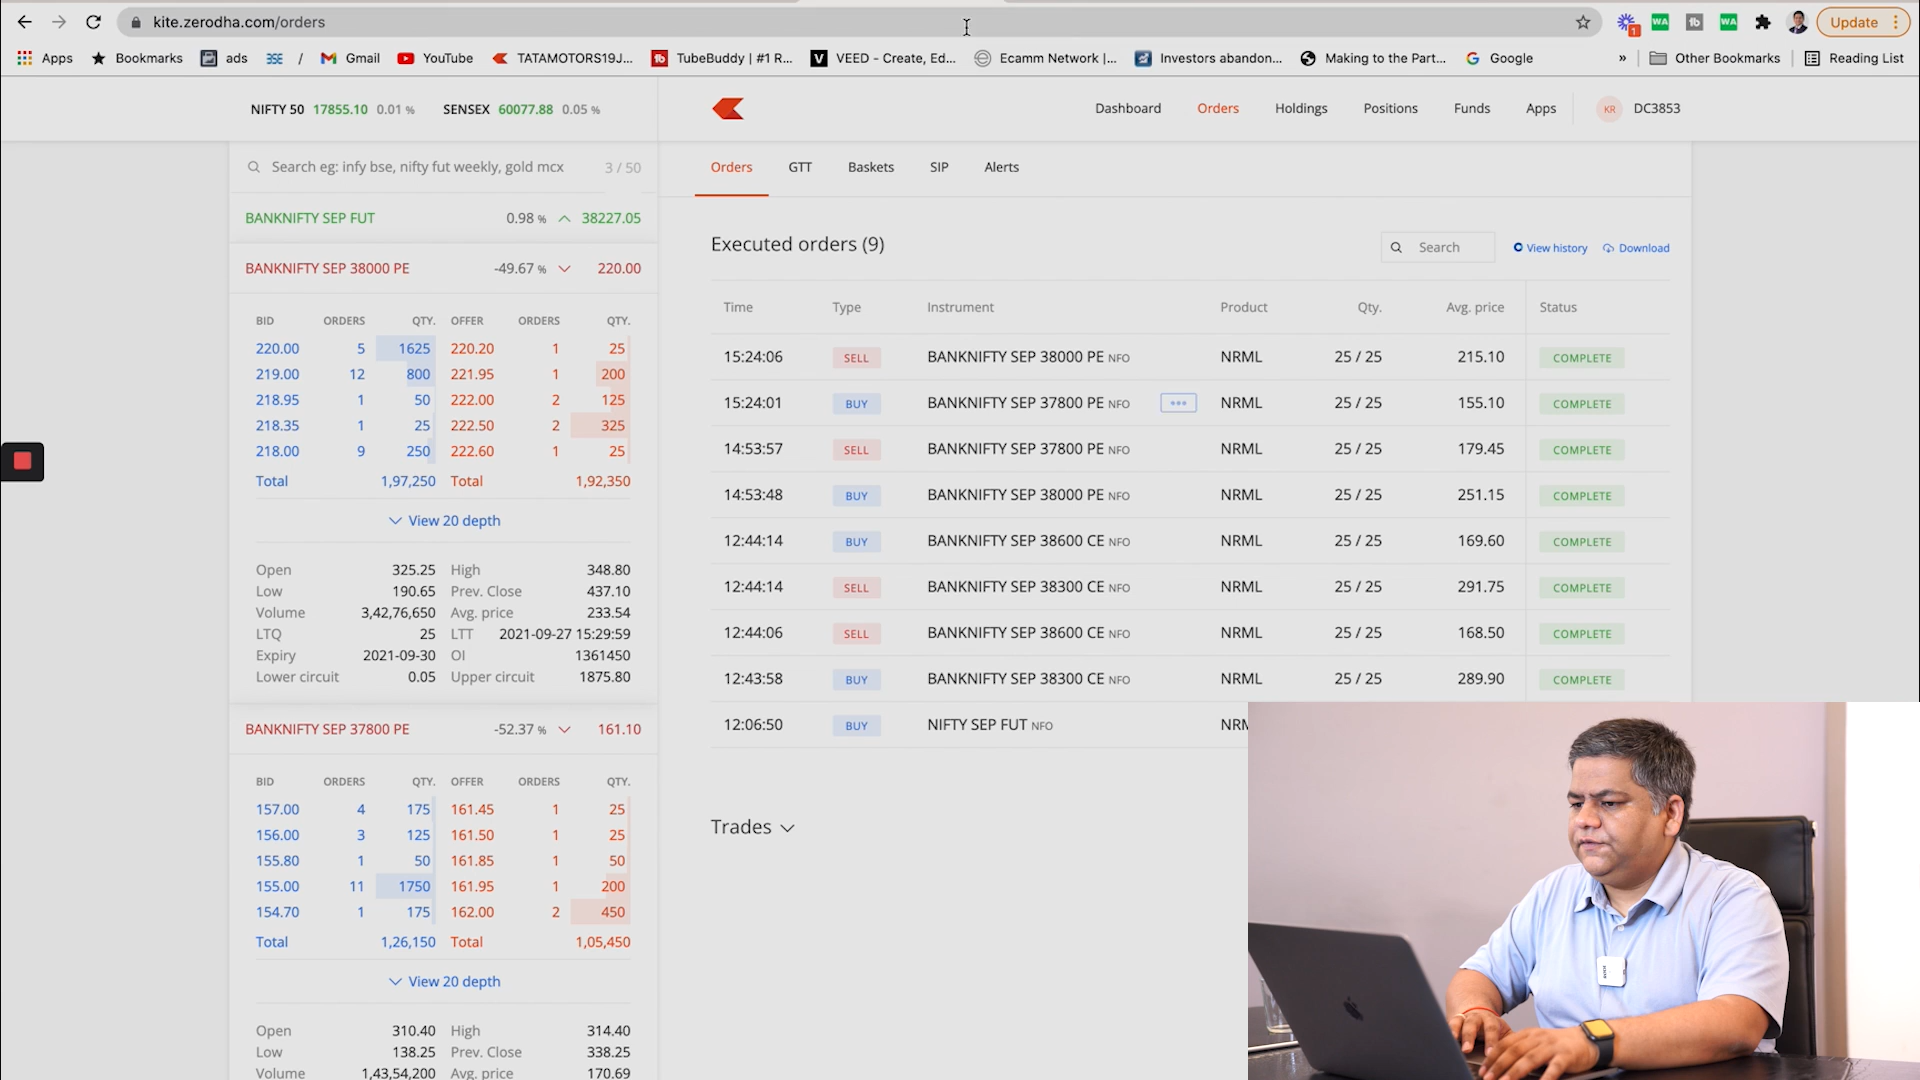 kite.zerodha.com/orders
Update
Apps
Bookmarks
ads
/
Gmail
YouTube
TATAMOTORS19J...
TubeBuddy | #1 R...
VEED - Create, Ed...
Ecamm Network |...
Investors abandon...
Making to the Part...
Google
»
Other Bookmarks
Reading List
NIFTY 50 17855.10 0.01 %
SENSEX 60077.88 0.05 %
Dashboard
Orders
Holdings
Positions
Funds
Apps
KR
DC3853
Search eg: infy bse, nifty fut weekly, gold mcx 3 / 50
BANKNIFTY SEP FUT 0.98 % 38227.05
BANKNIFTY SEP 38000 PE -49.67 % 220.00
BID ORDERS QTY. OFFER ORDERS QTY.
220.00 5 1625 220.20 1 25
219.00 12 800 221.95 1 200
218.95 1 50 222.00 2 125
218.35 1 25 222.50 2 325
218.00 9 250 222.60 1 25
Total 1,97,250 Total 1,92,350
View 20 depth
Open 325.25 High 348.80
Low 190.65 Prev. Close 437.10
Volume 3,42,76,650 Avg. price 233.54
LTQ 25 LTT 2021-09-27 15:29:59
Expiry 2021-09-30 OI 1361450
Lower circuit 0.05 Upper circuit 1875.80
BANKNIFTY SEP 37800 PE -52.37 % 161.10
BID ORDERS QTY. OFFER ORDERS QTY.
157.00 4 175 161.45 1 25
156.00 3 125 161.50 1 25
155.80 1 50 161.85 1 50
155.00 11 1750 161.95 1 200
154.70 1 175 162.00 2 450
Total 1,26,150 Total 1,05,450
View 20 depth
Open 310.40 High 314.40
Low 138.25 Prev. Close 338.25
Volume 1,43,54,200 Avg. price 170.69
Orders GTT Baskets SIP Alerts
Executed orders (9)
Search
View history
Download
Time Type Instrument Product Qty. Avg. price Status
15:24:06 SELL BANKNIFTY SEP 38000 PE NFO NRML 25 / 25 215.10 COMPLETE
15:24:01 BUY BANKNIFTY SEP 37800 PE NFO ••• NRML 25 / 25 155.10 COMPLETE
14:53:57 SELL BANKNIFTY SEP 37800 PE NFO NRML 25 / 25 179.45 COMPLETE
14:53:48 BUY BANKNIFTY SEP 38000 PE NFO NRML 25 / 25 251.15 COMPLETE
12:44:14 BUY BANKNIFTY SEP 38600 CE NFO NRML 25 / 25 169.60 COMPLETE
12:44:14 SELL BANKNIFTY SEP 38300 CE NFO NRML 25 / 25 291.75 COMPLETE
12:44:06 SELL BANKNIFTY SEP 38600 CE NFO NRML 25 / 25 168.50 COMPLETE
12:43:58 BUY BANKNIFTY SEP 38300 CE NFO NRML 25 / 25 289.90 COMPLETE
12:06:50 BUY NIFTY SEP FUT NFO
Trades